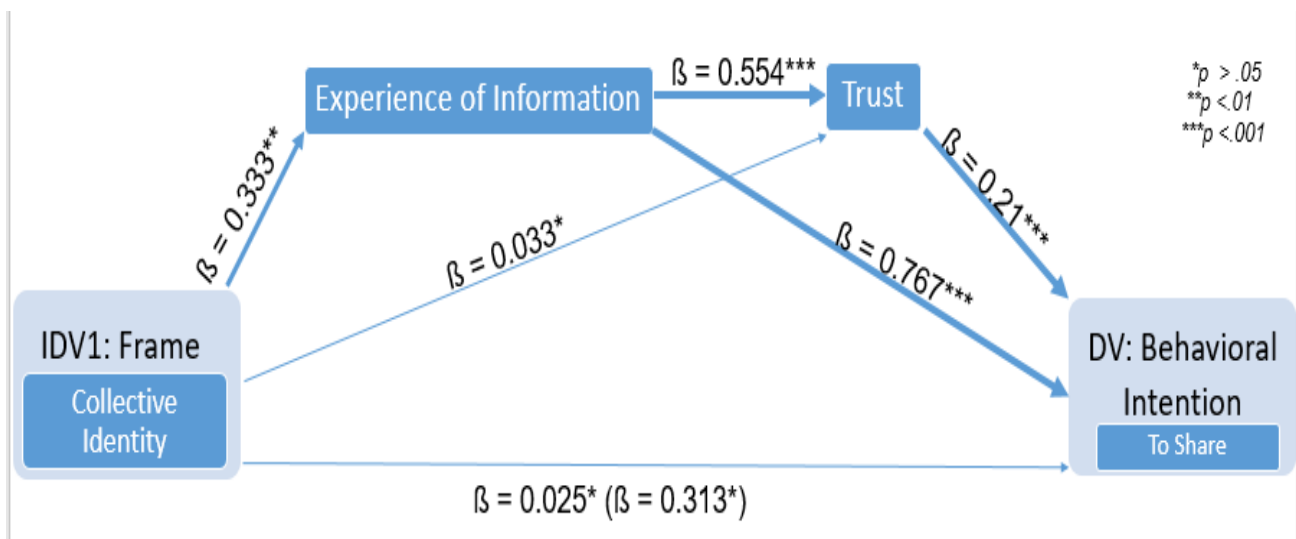 ß = 0.554***
Experience of Information
Trust
*p > .05
**p <.01
***p <.001
ß = 0.333**
ß = 0.033*
ß = 0.21***
ß = 0.767***
IDV1: Frame
Collective
Identity
DV: Behavioral
Intention
To Share
ß = 0.025* (ß = 0.313*)